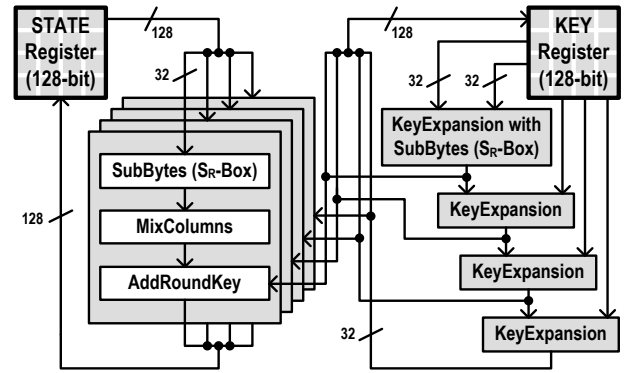 STATE
Register
(128-bit)
128
32
128
KEY
Register
(128-bit)
32
32
KeyExpansion with
SubBytes (SR-Box)
SubBytes (SR-Box)
KeyExpansion
128
MixColumns
KeyExpansion
AddRoundKey
32
KeyExpansion